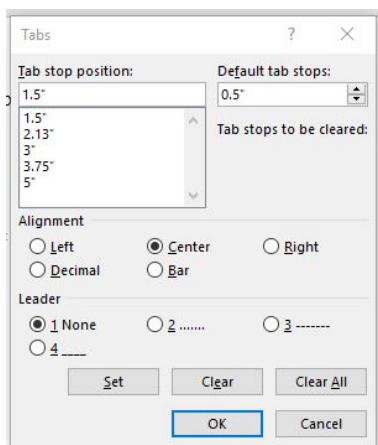 Tabs ?
Tab stop position: Default tab stops:
1.5" 0.5"
1.5"
2.13"
3"
3.75"
5"
Tab stops to be cleared:
Alignment
Left Center Right
Decimal Bar
Leader
1 None 2 ....... 3 -------
4 ____
Set Clear Clear All
OK Cancel